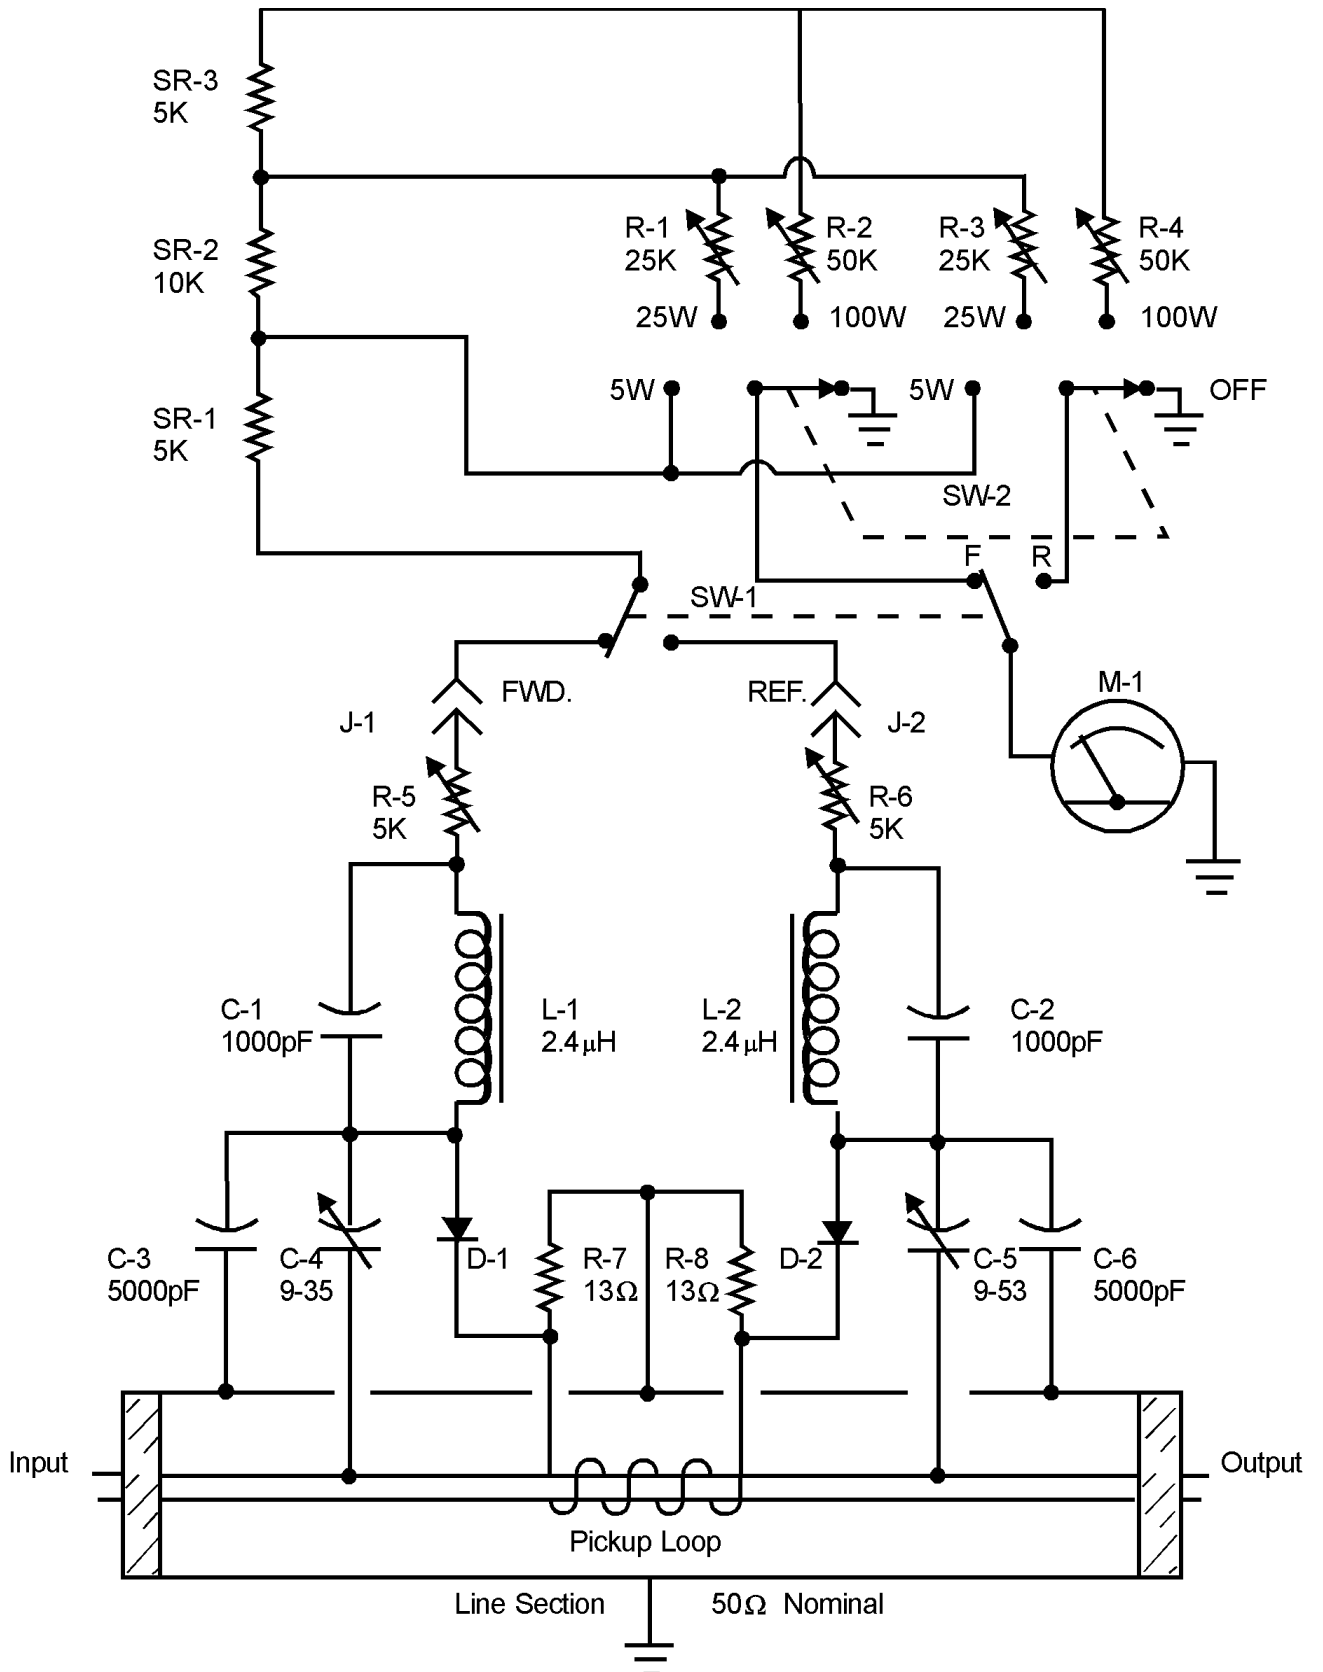 SR-3
5K
SR-2
10K
R-1
25K
R-2
50K
R-3
25K
R-4
50K
25W
100W
25W
100W
5W
5W
OFF
SR-1
5K
SW-2
F
R
SW-1
FWD.
REF.
M-1
J-1
J-2
R-5
5K
R-6
5K
C-1
1000pF
L-1
2.4µH
L-2
2.4µH
C-2
1000pF
C-3
5000pF
C-4
9-35
D-1
R-7
13Ω
R-8
13Ω
D-2
C-5
9-53
C-6
5000pF
Input
Output
Pickup Loop
Line Section
50Ω Nominal